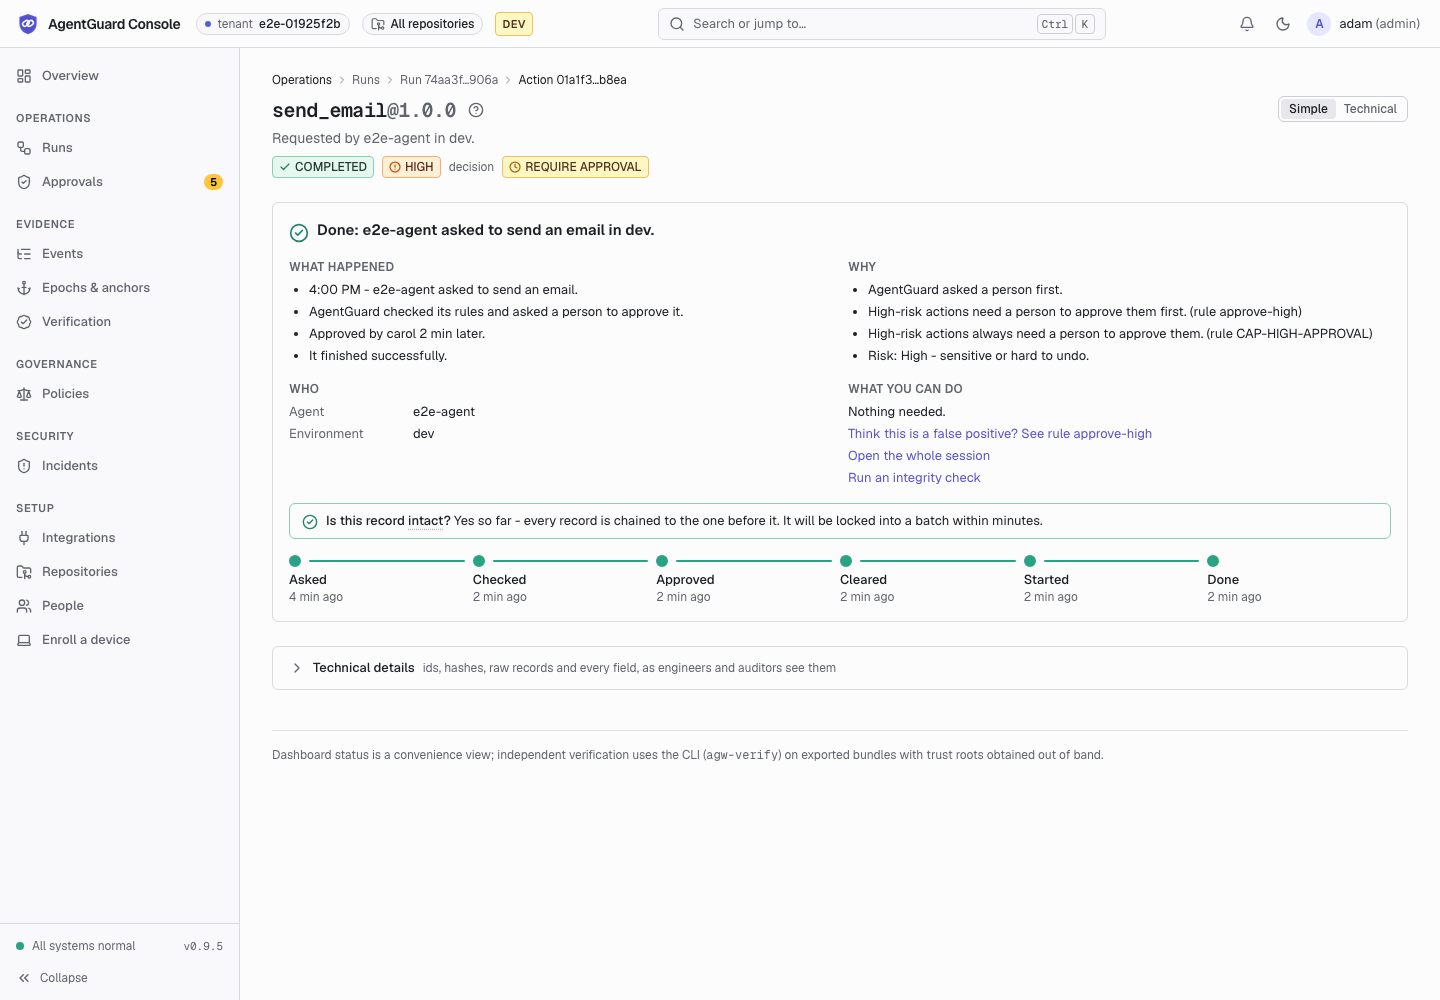 AgentGuard Console
tenant e2e-01925f2b
All repositories
DEV
Search or jump to...
Ctrl K
A
adam (admin)
Overview
OPERATIONS
Runs
Approvals 5
EVIDENCE
Events
Epochs & anchors
Verification
GOVERNANCE
Policies
SECURITY
Incidents
SETUP
Integrations
Repositories
People
Enroll a device
All systems normal v0.9.5
Collapse
Operations > Runs > Run 74aa3f...906a > Action 01a1f3...b8ea
send_email@1.0.0
Simple Technical
Requested by e2e-agent in dev.
COMPLETED HIGH decision REQUIRE APPROVAL
Done: e2e-agent asked to send an email in dev.
WHAT HAPPENED
4:00 PM - e2e-agent asked to send an email.
AgentGuard checked its rules and asked a person to approve it.
Approved by carol 2 min later.
It finished successfully.
WHY
AgentGuard asked a person first.
High-risk actions need a person to approve them first. (rule approve-high)
High-risk actions always need a person to approve them. (rule CAP-HIGH-APPROVAL)
Risk: High - sensitive or hard to undo.
WHO
Agent e2e-agent
Environment dev
WHAT YOU CAN DO
Nothing needed.
Think this is a false positive? See rule approve-high
Open the whole session
Run an integrity check
Is this record intact? Yes so far - every record is chained to the one before it. It will be locked into a batch within minutes.
Asked Checked Approved Cleared Started Done
4 min ago 2 min ago 2 min ago 2 min ago 2 min ago 2 min ago
Technical details ids, hashes, raw records and every field, as engineers and auditors see them
Dashboard status is a convenience view; independent verification uses the CLI (agw-verify) on exported bundles with trust roots obtained out of band.